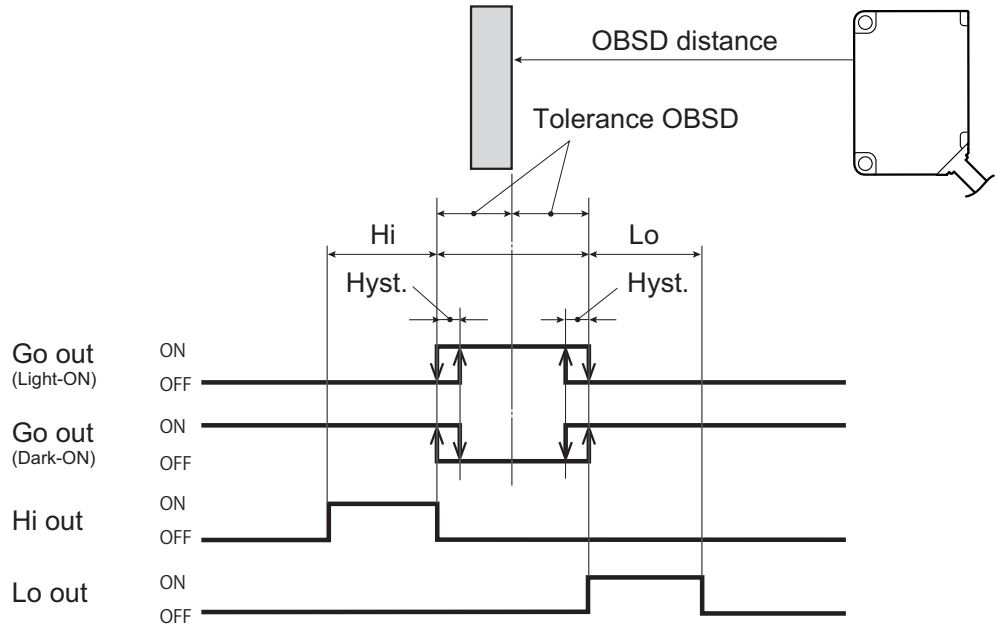 OBSD distance
Tolerance OBSD
Hi
Lo
Hyst.
Hyst.
Go out
(Light-ON)
ON
OFF
Go out
(Dark-ON)
ON
OFF
Hi out
ON
OFF
Lo out
ON
OFF